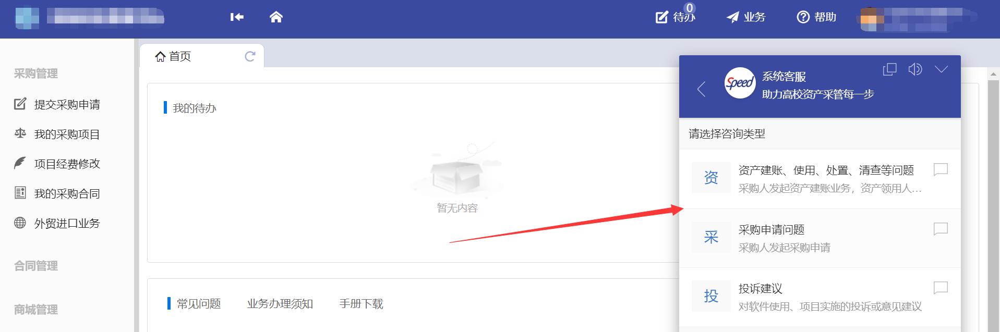 0
待办
业务
帮助
首页
采购管理
提交采购申请
我的采购项目
项目经费修改
我的采购合同
外贸进口业务
合同管理
商城管理
我的待办
暂无内容
常见问题
业务办理须知
手册下载
Speed
系统客服
助力高校资产采管每一步
请选择咨询类型
资
资产建账、使用、处置、清查等问题
采购人发起资产建账业务，资产领用人...
采
采购申请问题
采购人发起采购申请
投
投诉建议
对软件使用、项目实施的投诉或意见建议